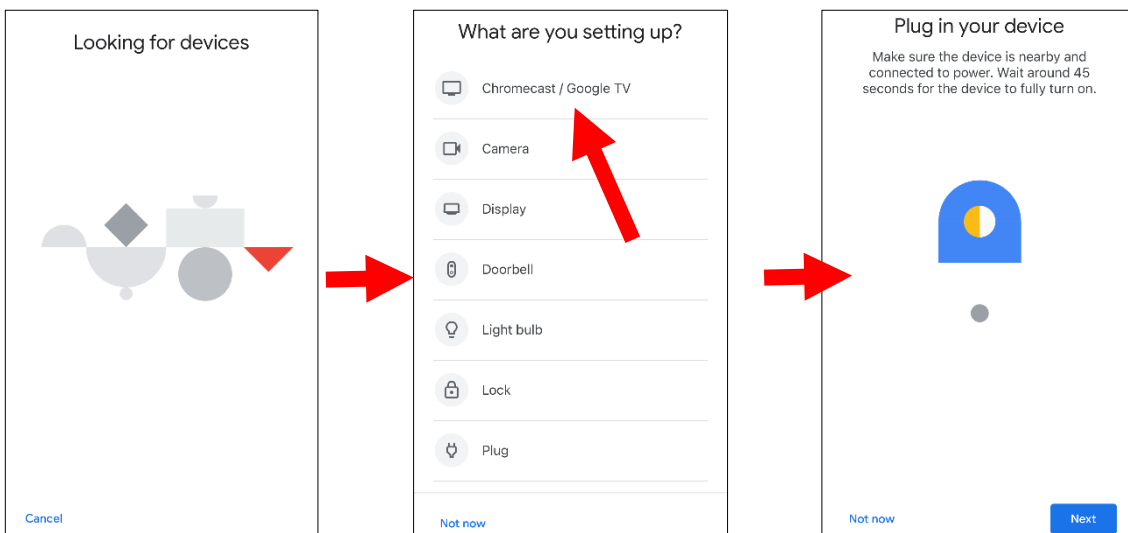 Looking for devices
Cancel
What are you setting up?
Chromecast / Google TV
Camera
Display
Doorbell
Light bulb
Lock
Plug
Not now
Plug in your device
Make sure the device is nearby and
connected to power. Wait around 45
seconds for the device to fully turn on.
Not now
Next